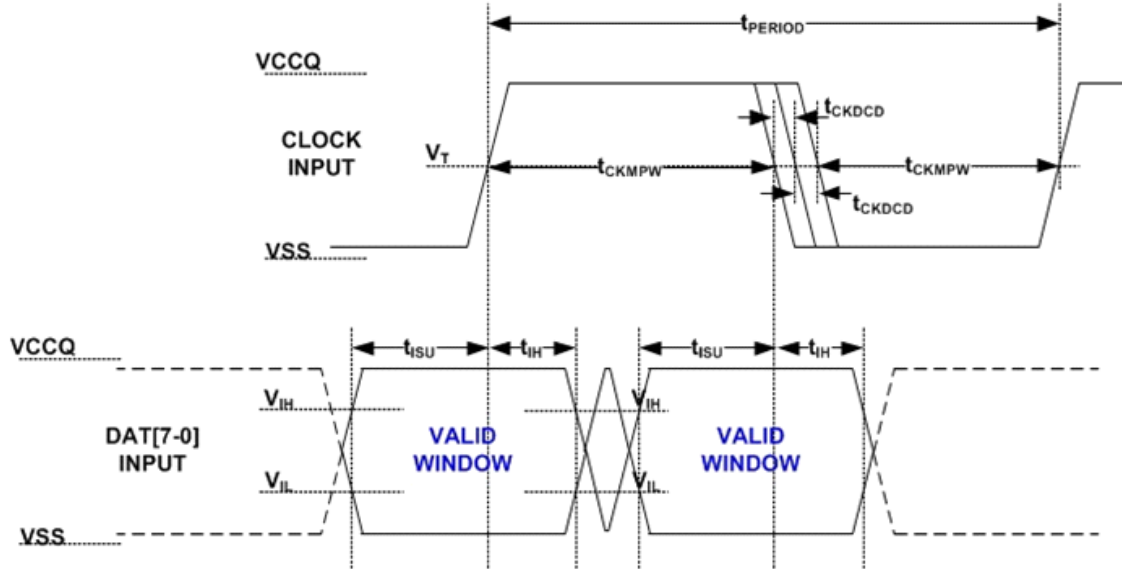 tPERIOD
VCCQ
tCKDCD
CLOCK
INPUT
VT
tCKMPW
tCKMPW
tCKDCD
VSS
VCCQ
tISU
tIH
tISU
tIH
VIH
VIH
DAT[7-0]
INPUT
VALID
WINDOW
VALID
WINDOW
VIL
VIL
VSS